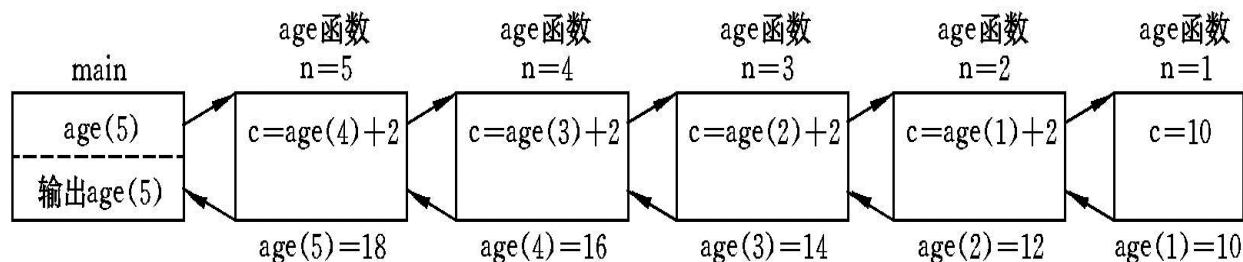 age函数 age函数 age函数 age函数 age函数
main n=5 n=4 n=3 n=2 n=1
age(5) c=age(4)+2 c=age(3)+2 c=age(2)+2 c=age(1)+2 c=10
输出age(5)
age(5)=18 age(4)=16 age(3)=14 age(2)=12 age(1)=10